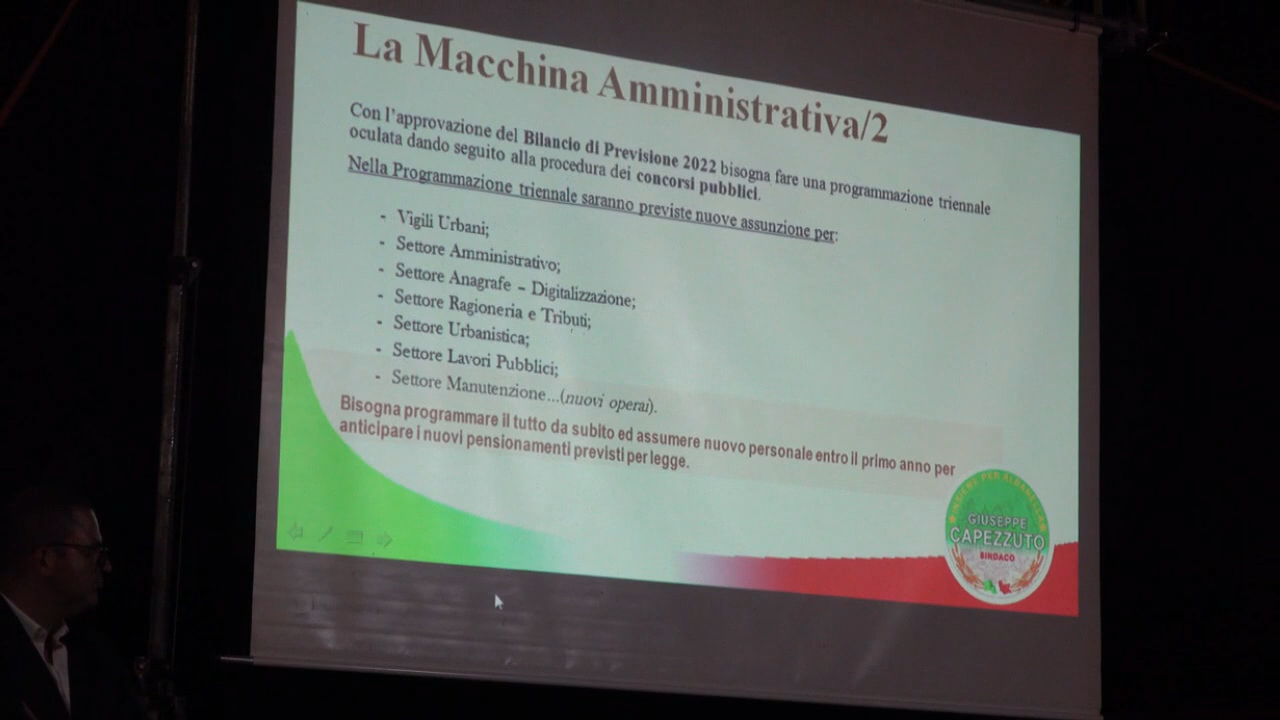 La Macchina Amministrativa/2
Con l'approvazione del Bilancio di Previsione 2022 bisogna fare una programmazione triennale
oculata dando seguito alla procedura dei concorsi pubblici.
Nella Programmazione triennale saranno previste nuove assunzione per:
- Vigili Urbani;
- Settore Amministrativo;
- Settore Anagrafe – Digitalizzazione;
- Settore Ragioneria e Tributi;
- Settore Urbanistica;
- Settore Lavori Pubblici;
- Settore Manutenzione...(nuovi operai).
Bisogna programmare il tutto da subito ed assumere nuovo personale entro il primo anno per
anticipare i nuovi pensionamenti previsti per legge.
INSIEME PER ALBANELLA
GIUSEPPE
CAPEZZUTO
SINDACO